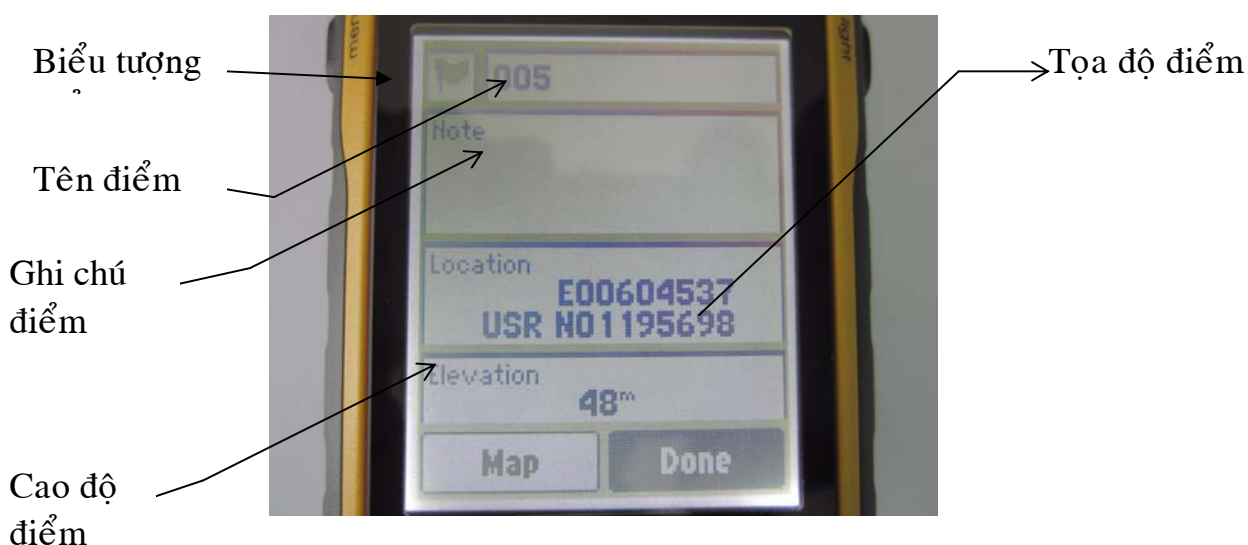 Biểu tượng
Tên điểm
Ghi chú
điểm
Cao độ
điểm
005
Note
Location
E00604537
USR N01195698
Elevation
48m
Map
Done
Tọa độ điểm